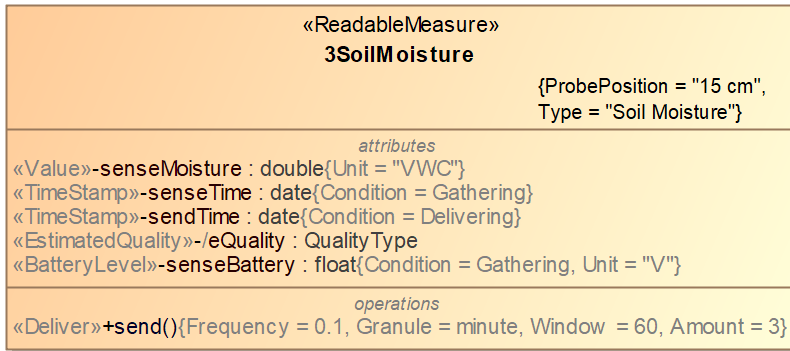 «ReadableMeasure»
3SoilMoisture
{ProbePosition = "15 cm",
Type = "Soil Moisture"}
attributes
«Value»-senseMoisture : double{Unit = "VWC"}
«TimeStamp»-senseTime : date{Condition = Gathering}
«TimeStamp»-sendTime : date{Condition = Delivering}
«EstimatedQuality»-/eQuality : QualityType
«BatteryLevel»-senseBattery : float{Condition = Gathering, Unit = "V"}
operations
«Deliver»+send(){Frequency = 0.1, Granule = minute, Window  = 60, Amount = 3}